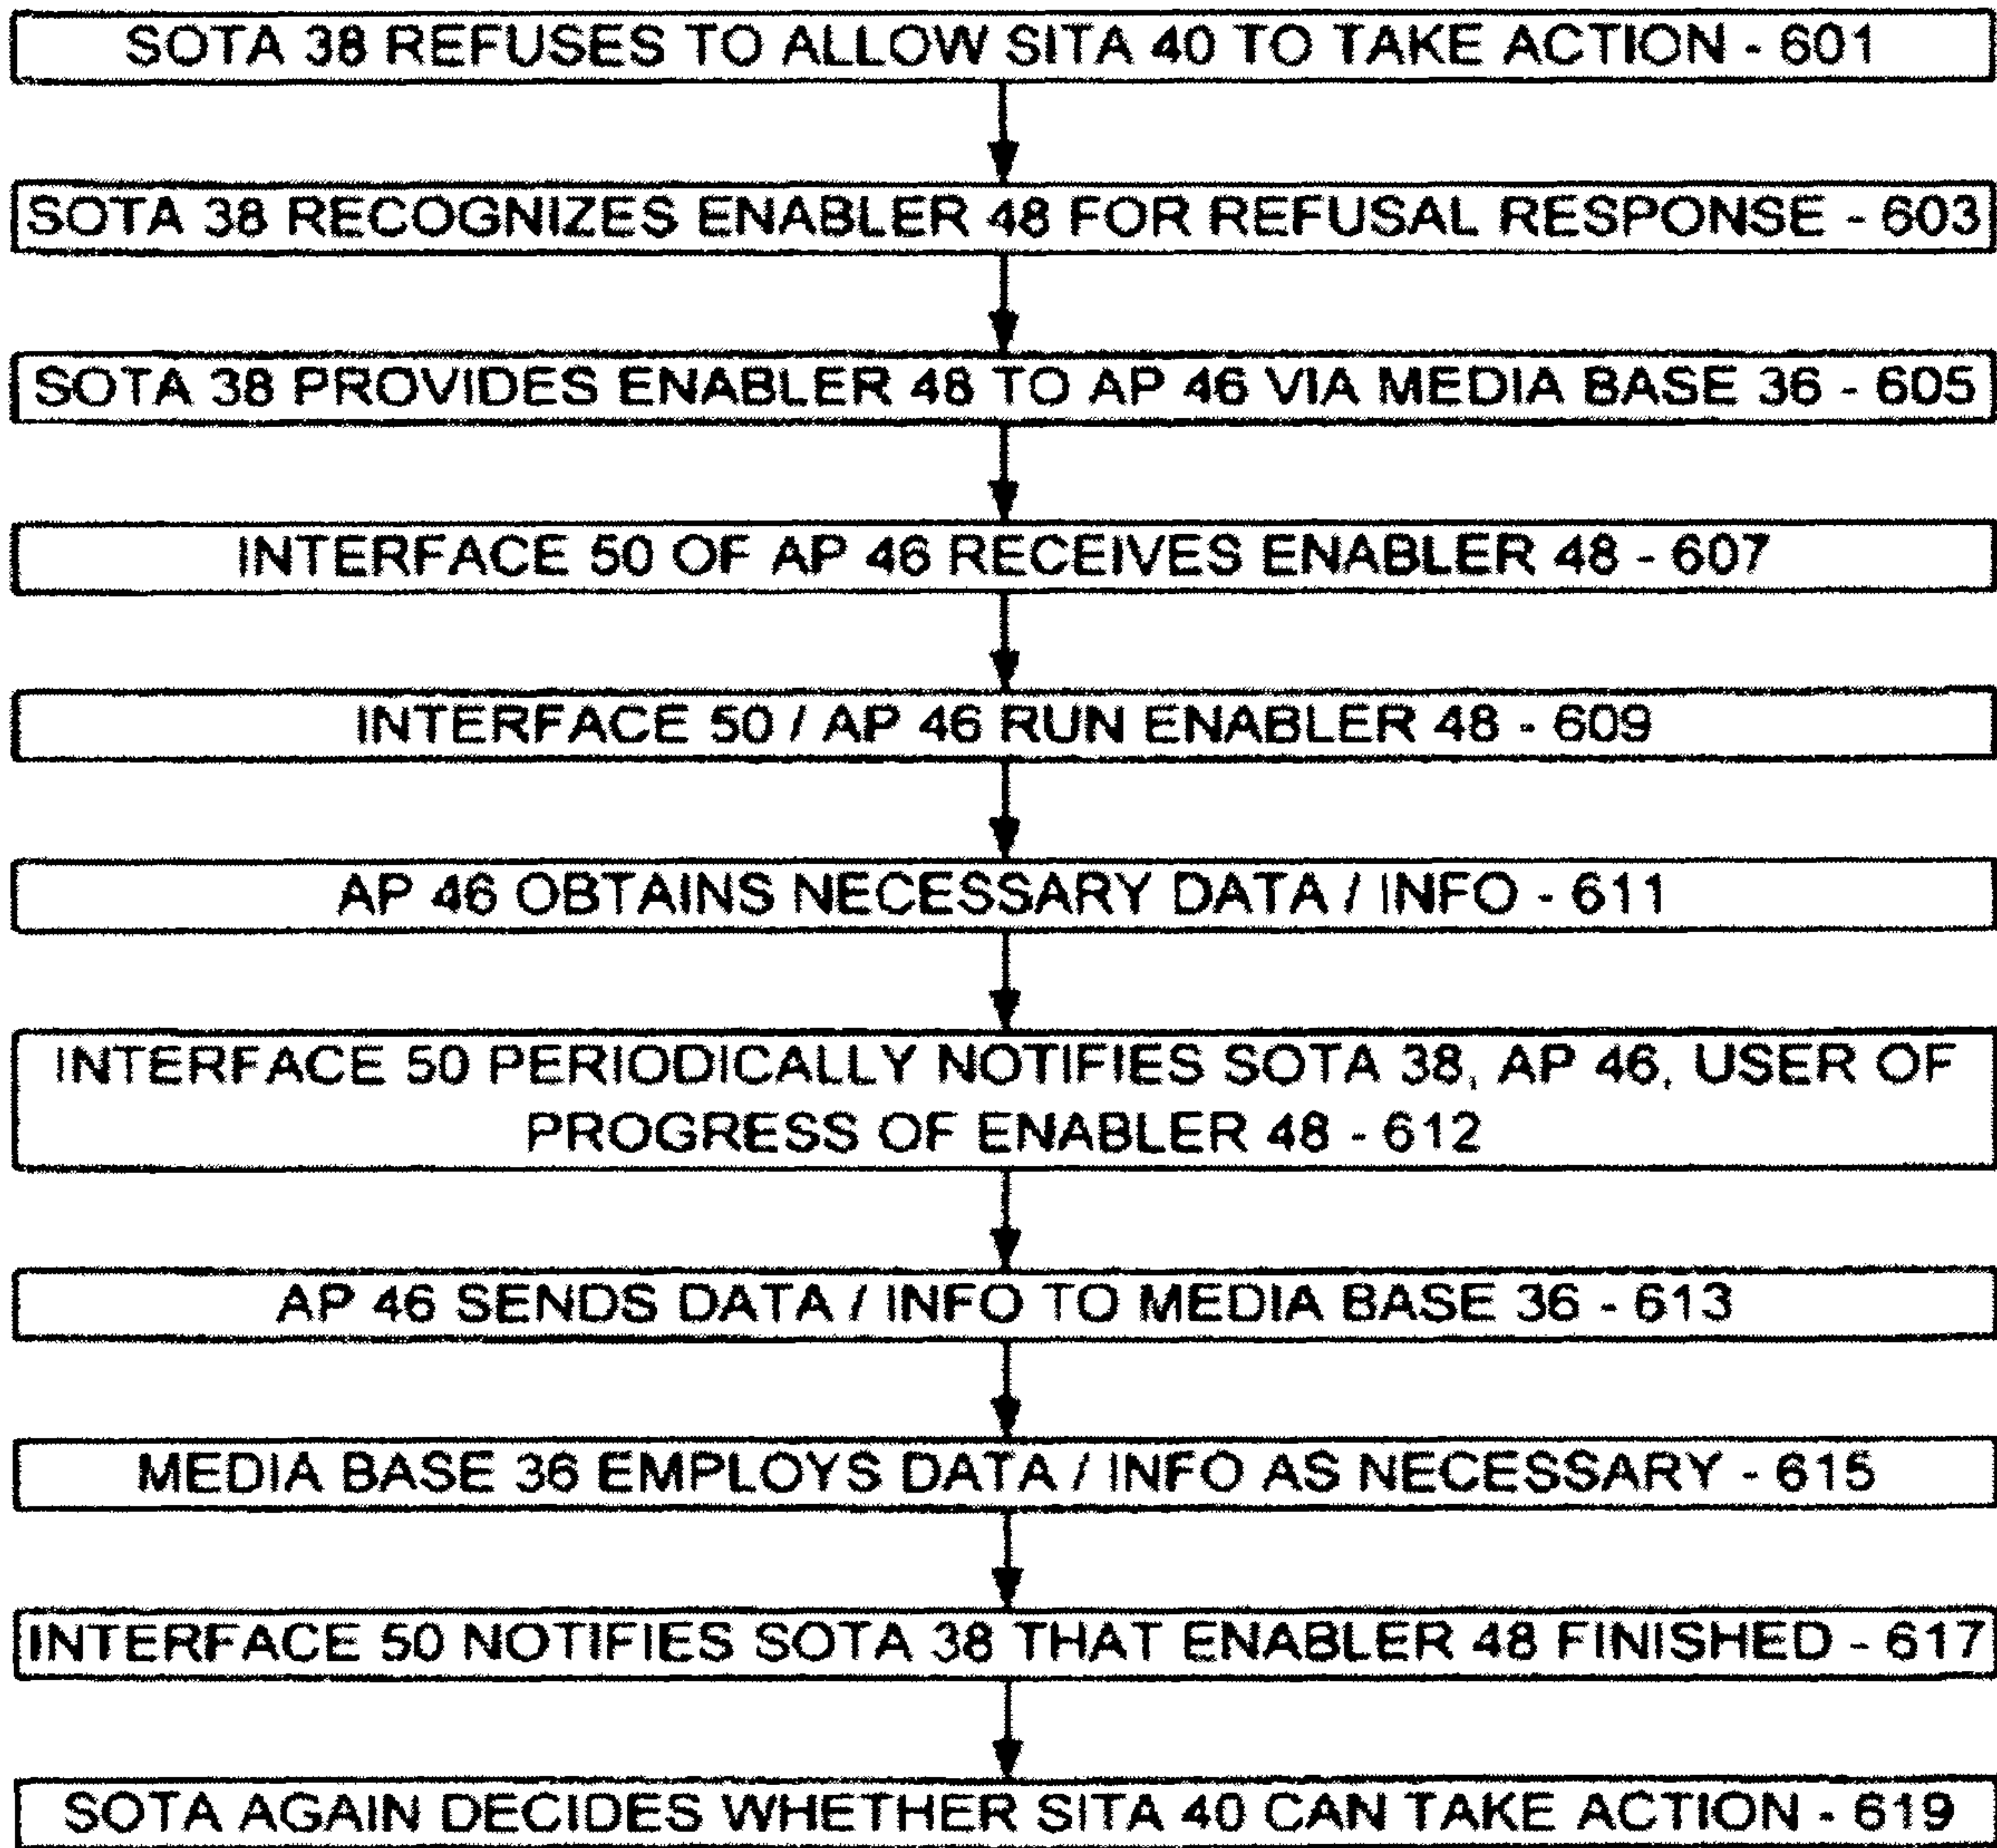 SOTA 38 REFUSES TO ALLOW SITA 40 TO TAKE ACTION - 601
SOTA 38 RECOGNIZES ENABLER 48 FOR REFUSAL RESPONSE - 603
SOTA 38 PROVIDES ENABLER 48 TO AP 46 VIA MEDIA BASE 36 - 605
INTERFACE 50 OF AP 46 RECEIVES ENABLER 48 - 607
INTERFACE 50 / AP 46 RUN ENABLER 48 - 609
AP 46 OBTAINS NECESSARY DATA / INFO - 611
INTERFACE 50 PERIODICALLY NOTIFIES SOTA 38, AP 46, USER OF
PROGRESS OF ENABLER 48 - 612
AP 46 SENDS DATA / INFO TO MEDIA BASE 36 - 613
MEDIA BASE 36 EMPLOYS DATA / INFO AS NECESSARY - 615
INTERFACE 50 NOTIFIES SOTA 38 THAT ENABLER 48 FINISHED - 617
SOTA AGAIN DECIDES WHETHER SITA 40 CAN TAKE ACTION - 619